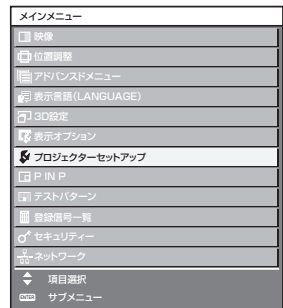 メインメニュー
映像
位置調整
アドバンスドメニュー
表示言語(LANGUAGE)
3D設定
表示オプション
プロジェクターセットアップ
P IN P
テストパターン
登録信号一覧
セキュリティー
ネットワーク
項目選択
ENTER サブメニュー